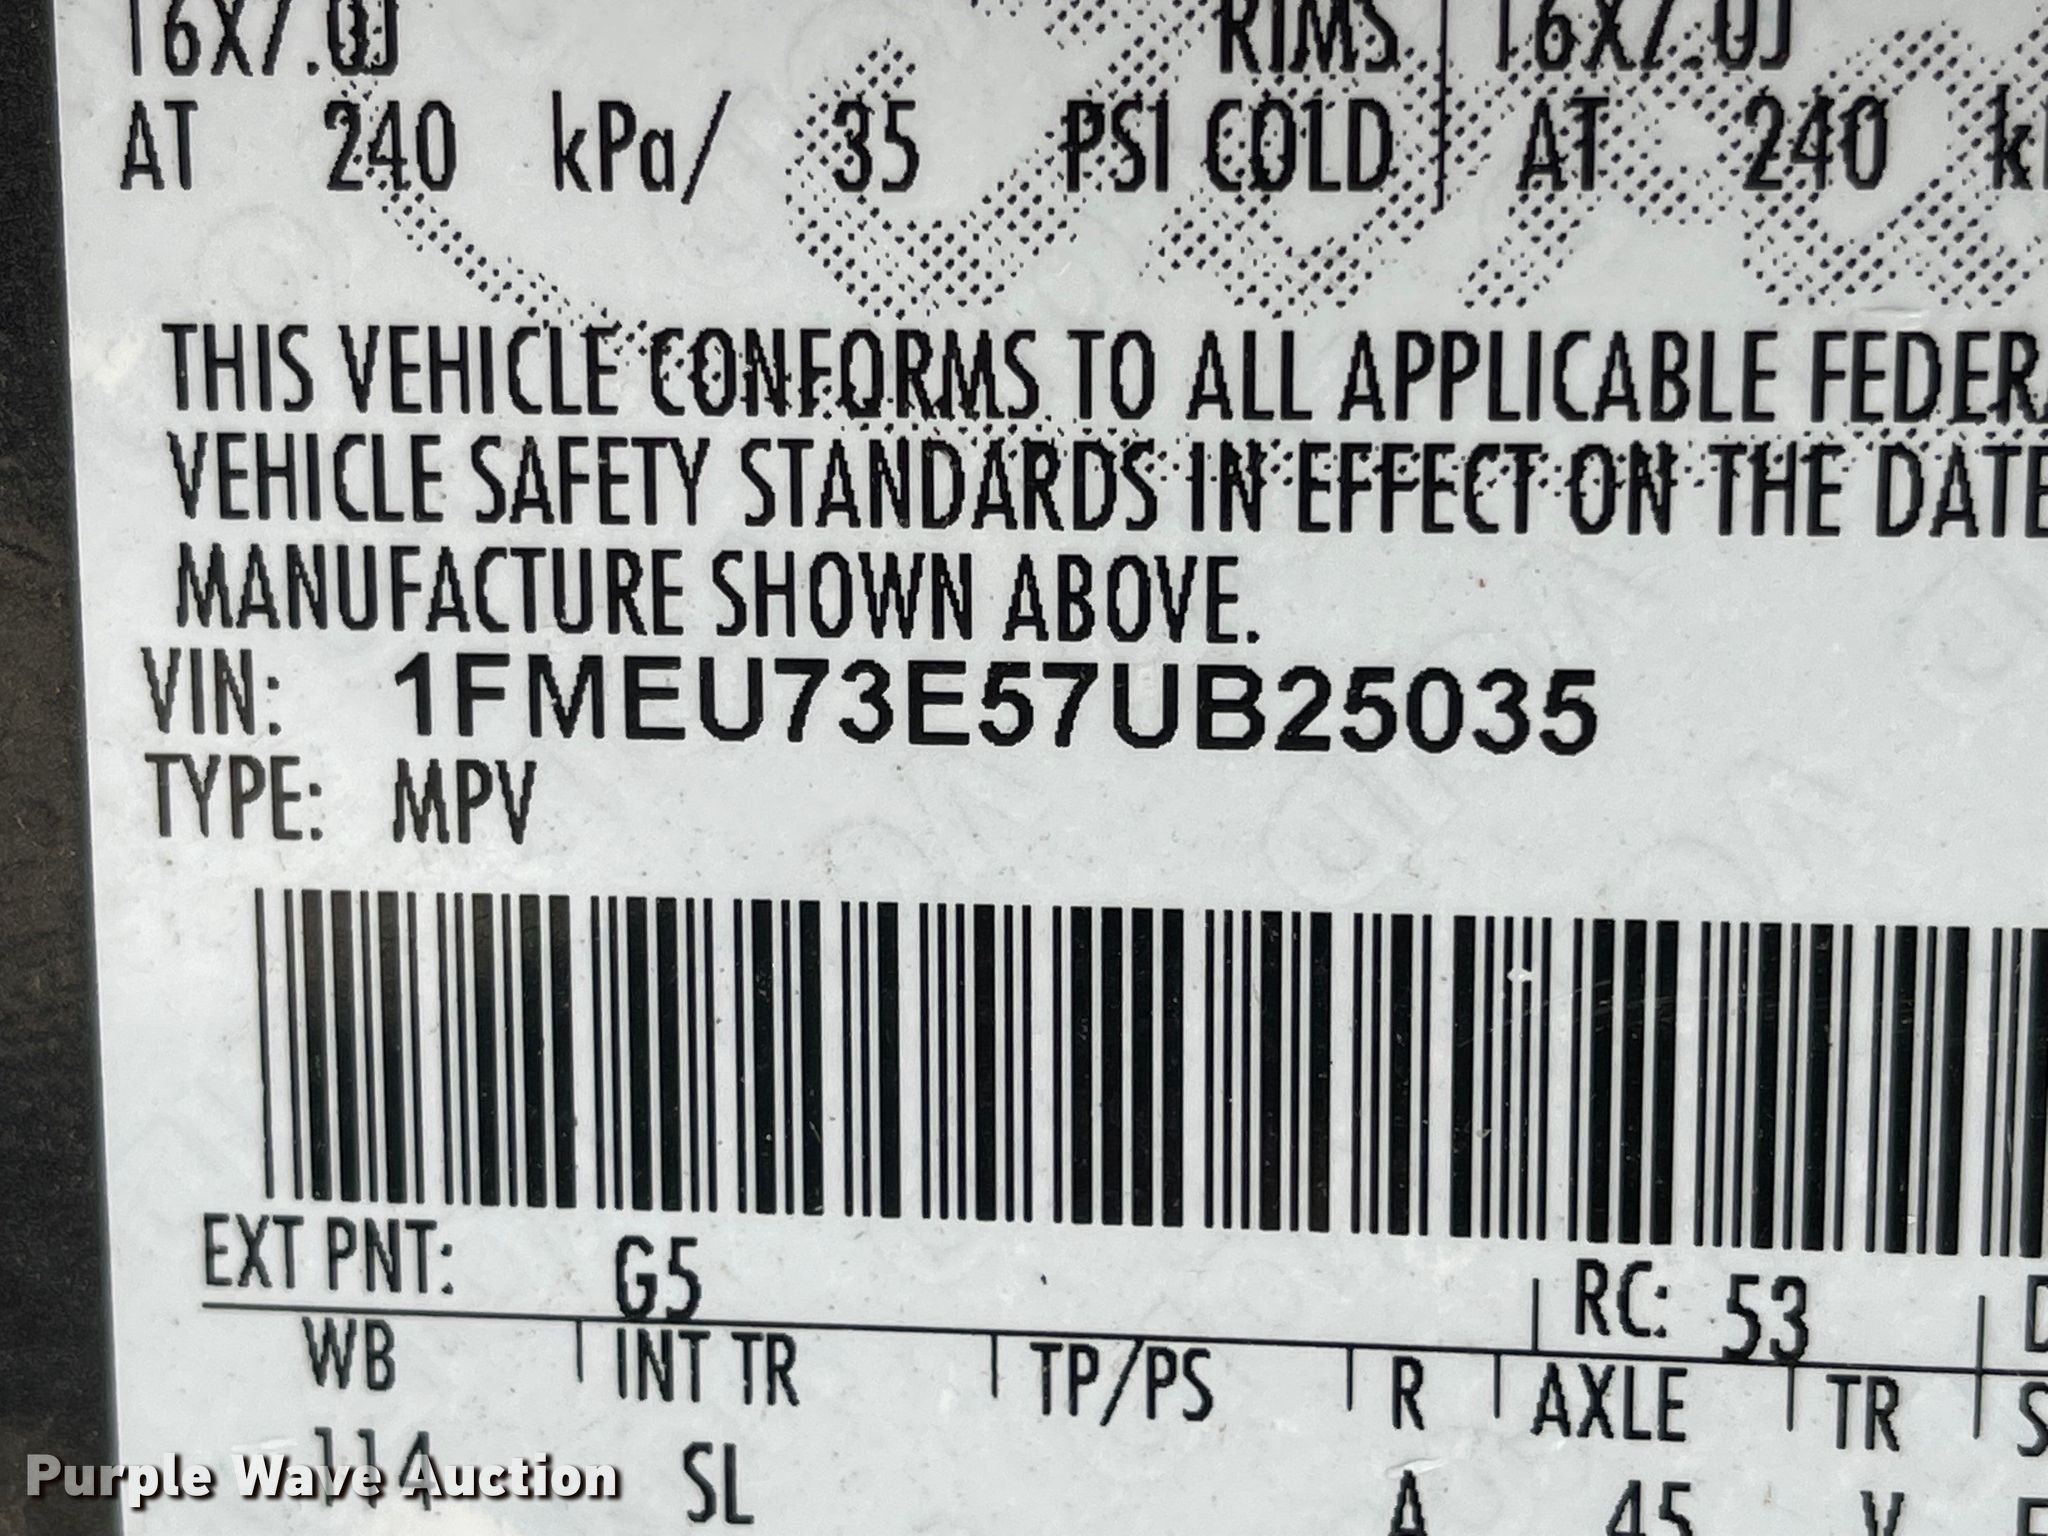 16X7.0J RIMS 16X7.0J
AT 240 kPa/ 35 PSI COLD AT 240
THIS VEHICLE CONFORMS TO ALL APPLICABLE FEDERA
VEHICLE SAFETY STANDARDS IN EFFECT ON THE DATE
MANUFACTURE SHOWN ABOVE.
VIN: 1FMEU73E57UB25035
TYPE: MPV
EXT PNT: G5 RC: 53
WB INT TR TP/PS R AXLE TR
114 SL A 45 V
Purple Wave Auction